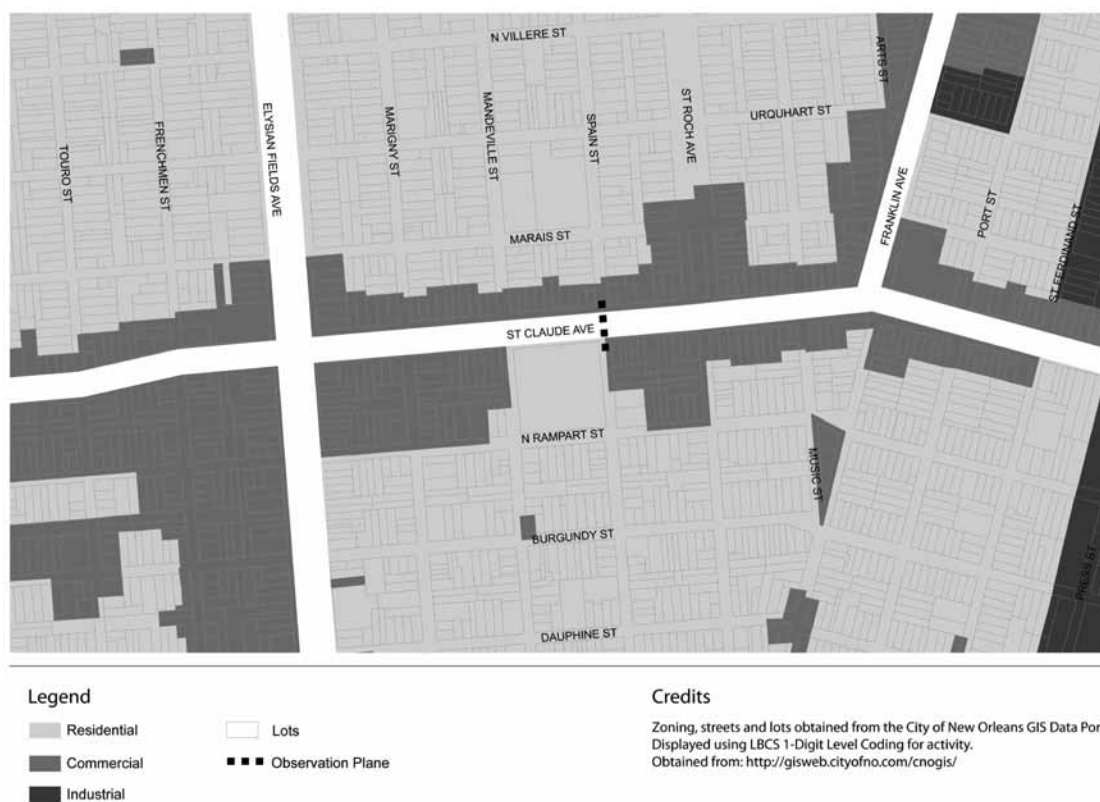 N VILLERE ST
ARTS ST
ELYSIAN FIELDS AVE
MARIGNY ST
MANDEVILLE ST
SPAIN ST
ST ROCH AVE
URQUHART ST
FRENCHMEN ST
TOURO ST
FRANKLIN AVE
PORT ST
ST FERDINAND ST
MARAIS ST
ST CLAUDE AVE
N RAMPART ST
MUSIC ST
BURGUNDY ST
PRESS ST
DAUPHINE ST
Legend
Residential
Commercial
Industrial
Lots
Observation Plane
Credits
Zoning, streets and lots obtained from the City of New Orleans GIS Data Por
Displayed using LBCS 1-Digit Level Coding for activity.
Obtained from: http://gisweb.cityofno.com/cnogis/